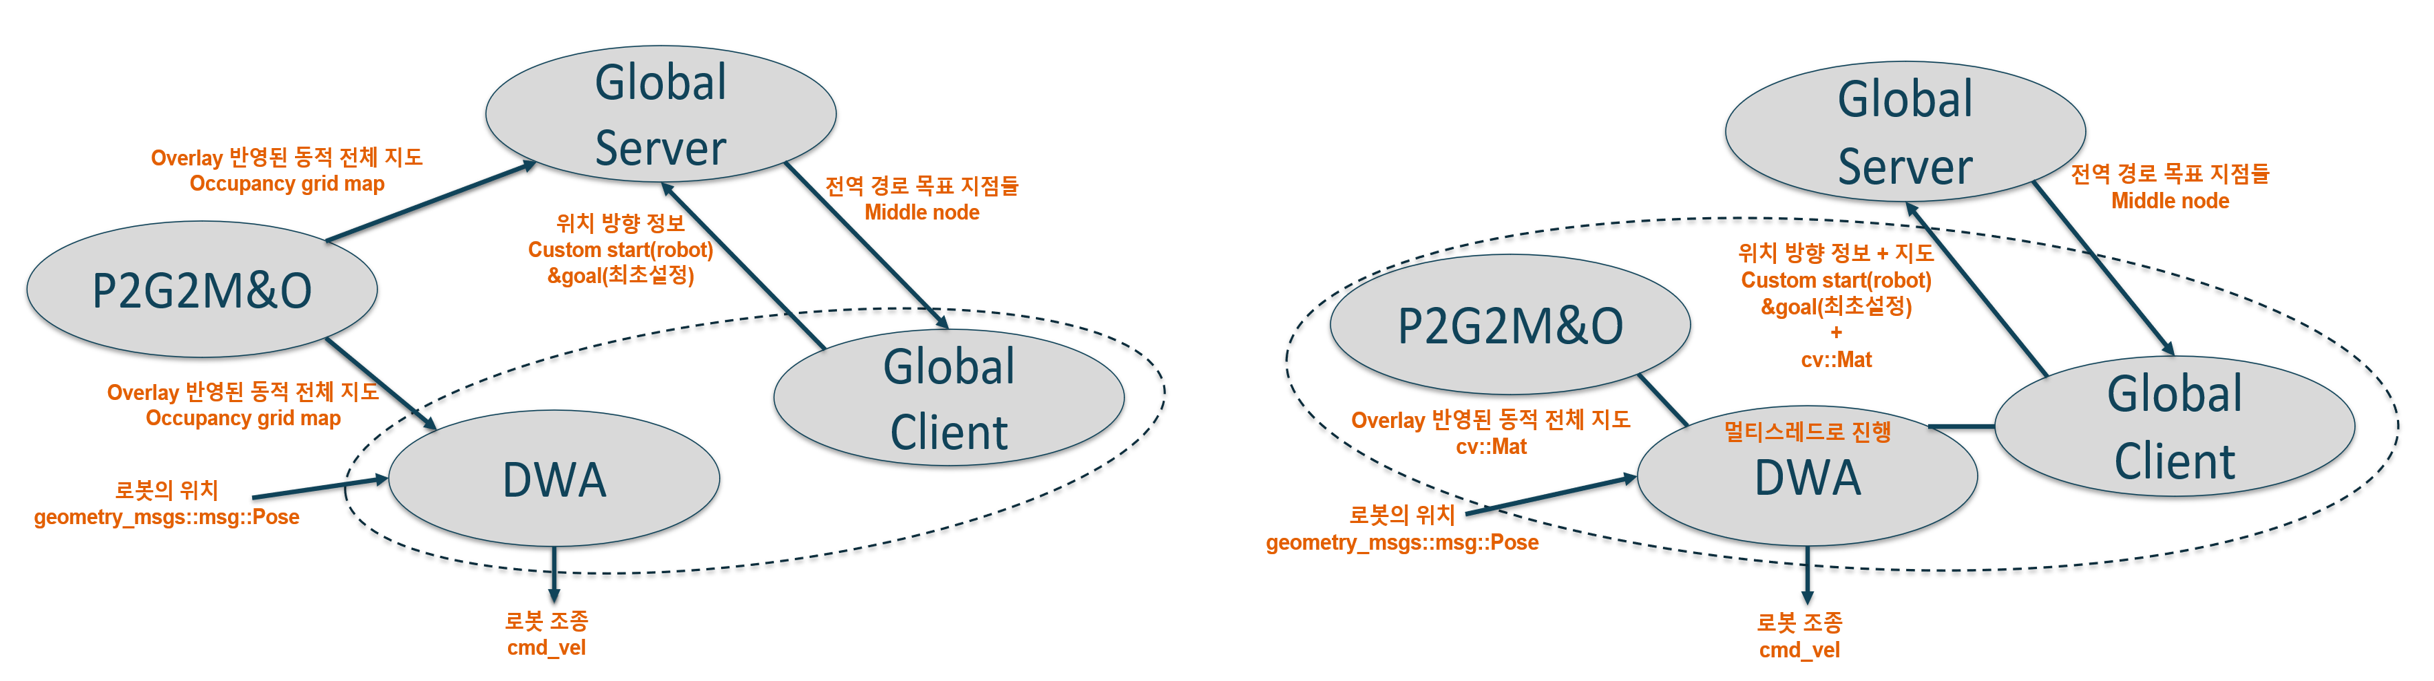 Global
Server
Overlay 반영된 동적 전체 지도
Occupancy grid map
전역 경로 목표 지점들
Middle node
위치 방향 정보
Custom start(robot)
&goal(최초설정)
P2G2M&O
Overlay 반영된 동적 전체 지도
Occupancy grid map
Global
Client
DWA
로봇의 위치
geometry_msgs::msg::Pose
로봇 조종
cmd_vel
Global
Server
전역 경로 목표 지점들
Middle node
위치 방향 정보 + 지도
Custom start(robot)
&goal(최초설정)
+
cv::Mat
P2G2M&O
Overlay 반영된 동적 전체 지도
cv::Mat
멀티스레드로 진행
DWA
Global
Client
로봇의 위치
geometry_msgs::msg::Pose
로봇 조종
cmd_vel